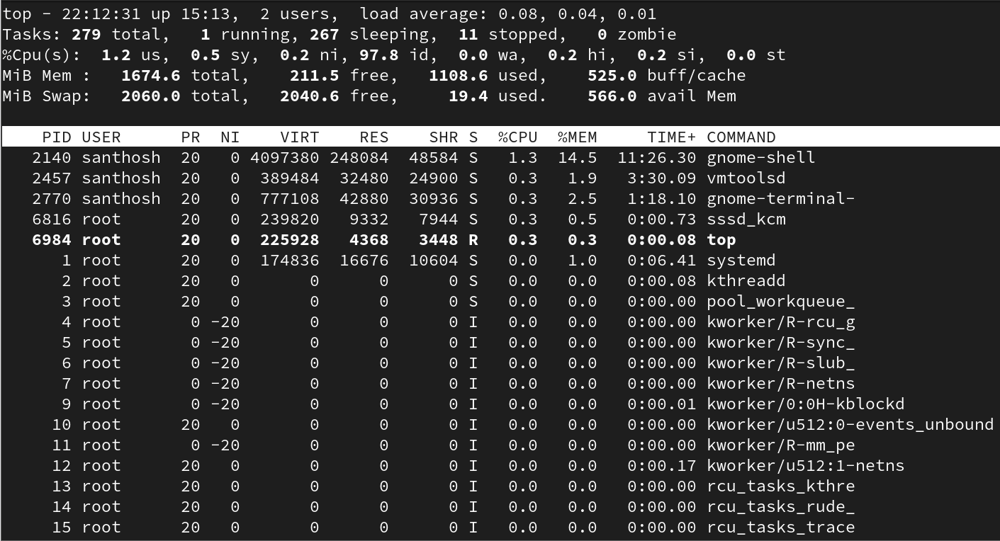 top - 22:12:31 up 15:13,  2 users,  load average: 0.08, 0.04, 0.01
Tasks: 279 total,   1 running, 267 sleeping,  11 stopped,   0 zombie
%Cpu(s):  1.2 us,  0.5 sy,  0.2 ni, 97.8 id,  0.0 wa,  0.2 hi,  0.2 si,  0.0 st
MiB Mem :   1674.6 total,    211.5 free,   1108.6 used,    525.0 buff/cache
MiB Swap:   2060.0 total,   2040.6 free,     19.4 used.    566.0 avail Mem
    PID USER      PR  NI    VIRT    RES    SHR S  %CPU  %MEM     TIME+ COMMAND
   2140 santhosh  20   0 4097380 248084  48584 S   1.3  14.5  11:26.30 gnome-shell
   2457 santhosh  20   0  389484  32480  24900 S   0.3   1.9   3:30.09 vmtoolsd
   2770 santhosh  20   0  777108  42880  30936 S   0.3   2.5   1:18.10 gnome-terminal-
   6816 root      20   0  239820   9332   7944 S   0.3   0.5   0:00.73 sssd_kcm
   6984 root      20   0  225928   4368   3448 R   0.3   0.3   0:00.08 top
      1 root      20   0  174836  16676  10604 S   0.0   1.0   0:06.41 systemd
      2 root      20   0       0      0      0 S   0.0   0.0   0:00.08 kthreadd
      3 root      20   0       0      0      0 S   0.0   0.0   0:00.00 pool_workqueue_
      4 root       0 -20       0      0      0 I   0.0   0.0   0:00.00 kworker/R-rcu_g
      5 root       0 -20       0      0      0 I   0.0   0.0   0:00.00 kworker/R-sync_
      6 root       0 -20       0      0      0 I   0.0   0.0   0:00.00 kworker/R-slub_
      7 root       0 -20       0      0      0 I   0.0   0.0   0:00.00 kworker/R-netns
      9 root       0 -20       0      0      0 I   0.0   0.0   0:00.01 kworker/0:0H-kblockd
     10 root      20   0       0      0      0 I   0.0   0.0   0:00.00 kworker/u512:0-events_unbound
     11 root       0 -20       0      0      0 I   0.0   0.0   0:00.00 kworker/R-mm_pe
     12 root      20   0       0      0      0 I   0.0   0.0   0:00.17 kworker/u512:1-netns
     13 root      20   0       0      0      0 I   0.0   0.0   0:00.00 rcu_tasks_kthre
     14 root      20   0       0      0      0 I   0.0   0.0   0:00.00 rcu_tasks_rude_
     15 root      20   0       0      0      0 I   0.0   0.0   0:00.00 rcu_tasks_trace